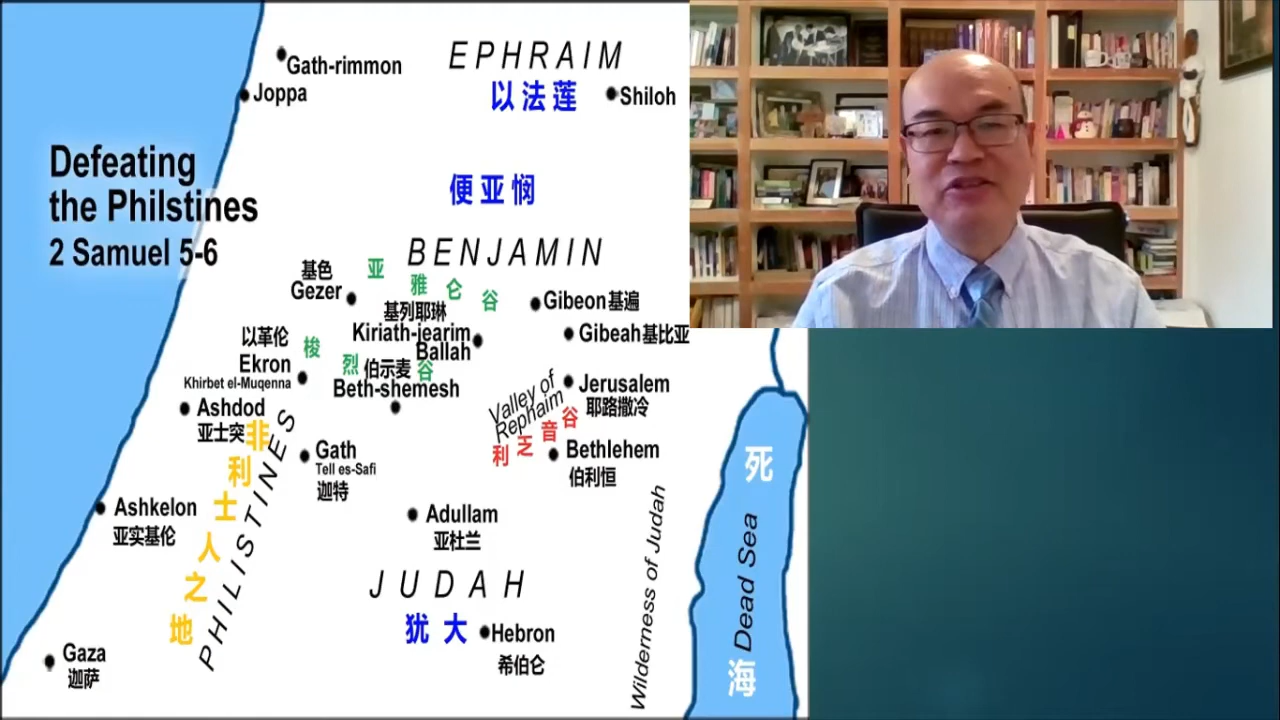 EPHRAIM
以法莲
Gath-rimmon
Joppa
Shiloh
Defeating
the Philstines
2 Samuel 5-6
便亚悯
BENJAMIN
基色
Gezer
亚雅仑谷
Gibeon基遍
基列耶琳
Kiriath-jearim
Ballah
Gibeah基比亚
以革伦
Ekron
Khirbet el-Muqenna
梭烈谷
伯示麦
Beth-shemesh
Jerusalem
耶路撒冷
Valley of
Rephaim
利乏音谷
Ashdod
亚士突
非利士人之地
PHILISTINES
Gath
Tell es-Safi
迦特
Bethlehem
伯利恒
Ashkelon
亚实基伦
Adullam
亚杜兰
JUDAH
犹大
Hebron
希伯仑
Wilderness of Judah
死海
Dead Sea
Gaza
迦萨